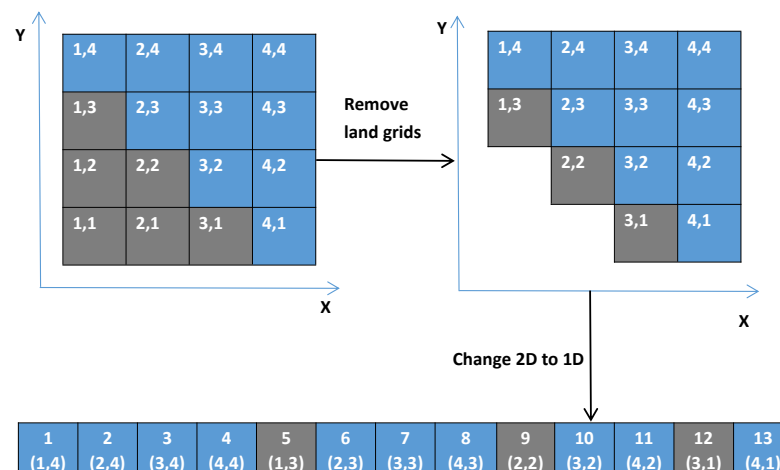 Y
1,4 2,4 3,4 4,4
1,3 2,3 3,3 4,3
1,2 2,2 3,2 4,2
1,1 2,1 3,1 4,1
X
Remove
land grids
Y
1,4 2,4 3,4 4,4
1,3 2,3 3,3 4,3
2,2 3,2 4,2
3,1 4,1
X
Change 2D to 1D
1 2 3 4 5 6 7 8 9 10 11 12 13
(1,4) (2,4) (3,4) (4,4) (1,3) (2,3) (3,3) (4,3) (2,2) (3,2) (4,2) (3,1) (4,1)